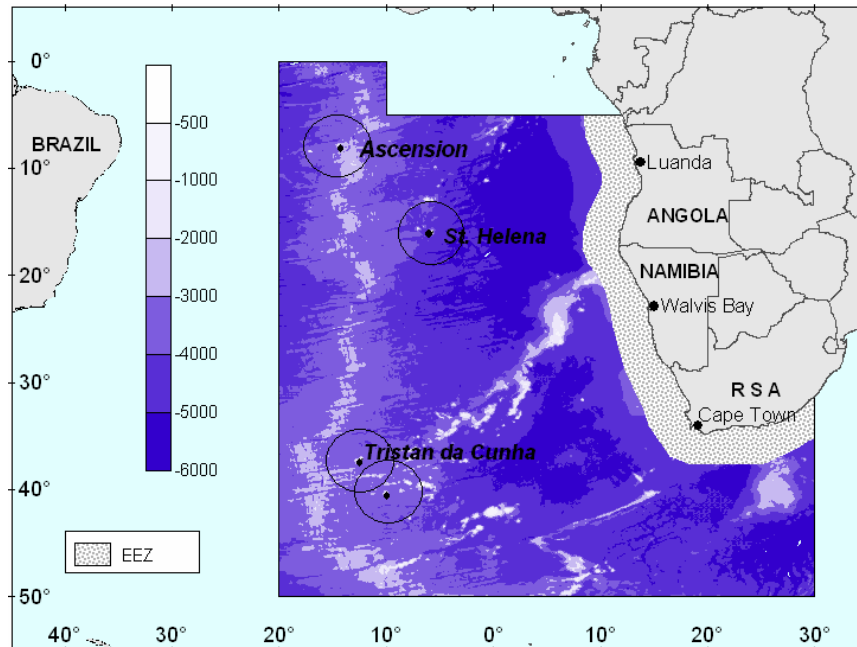 0°
10°
20°
30°
40°
50°
BRAZIL
-500
-1000
-2000
-3000
-4000
-5000
-6000
Ascension
St. Helena
Tristan da Cunha
Luanda
ANGOLA
NAMIBIA
Walvis Bay
R S A
Cape Town
EEZ
40°
30°
20°
10°
0°
10°
20°
30°